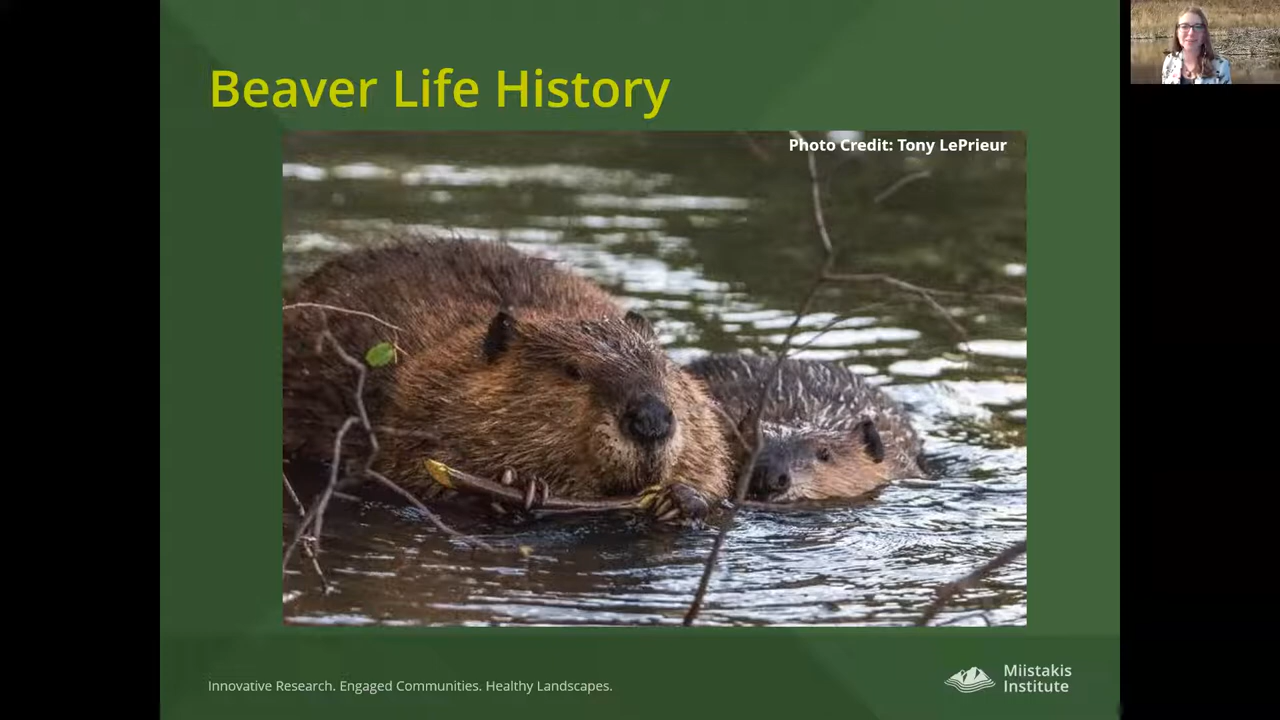 Beaver Life History
Photo Credit: Tony LePrieur
Innovative Research. Engaged Communities. Healthy Landscapes.
Miistakis
Institute